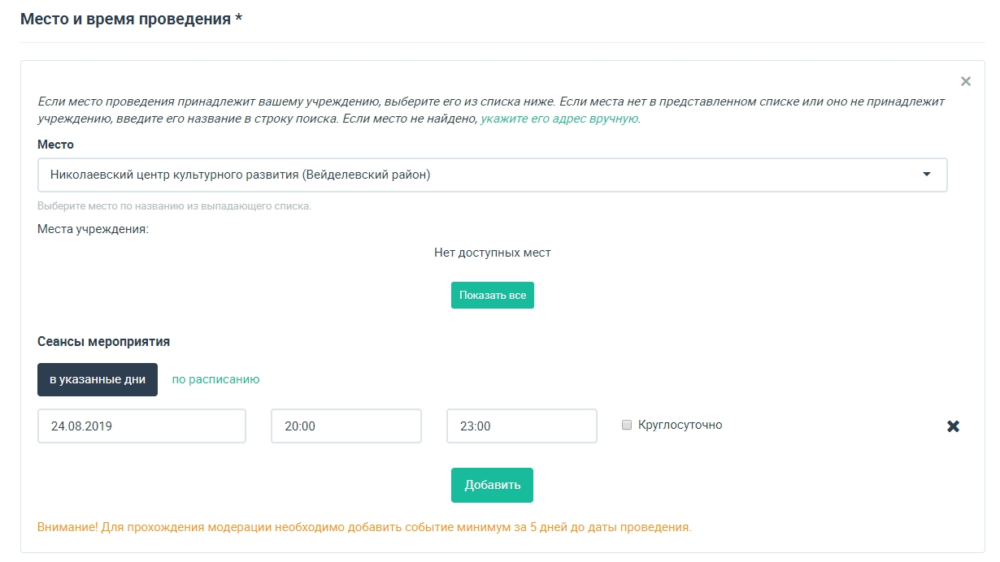 Место и время проведения *
Если место проведения принадлежит вашему учреждению, выберите его из списка ниже. Если места нет в представленном списке или оно не принадлежит
учреждению, введите его название в строку поиска. Если место не найдено, укажите его адрес вручную.
Место
Николаевский центр культурного развития (Вейделевский район)
Выберите место по названию из выпадающего списка.
Места учреждения:
Нет доступных мест
Показать все
Сеансы мероприятия
в указанные дни по расписанию
24.08.2019 20:00 23:00 Круглосуточно
Добавить
Внимание! Для прохождения модерации необходимо добавить событие минимум за 5 дней до даты проведения.